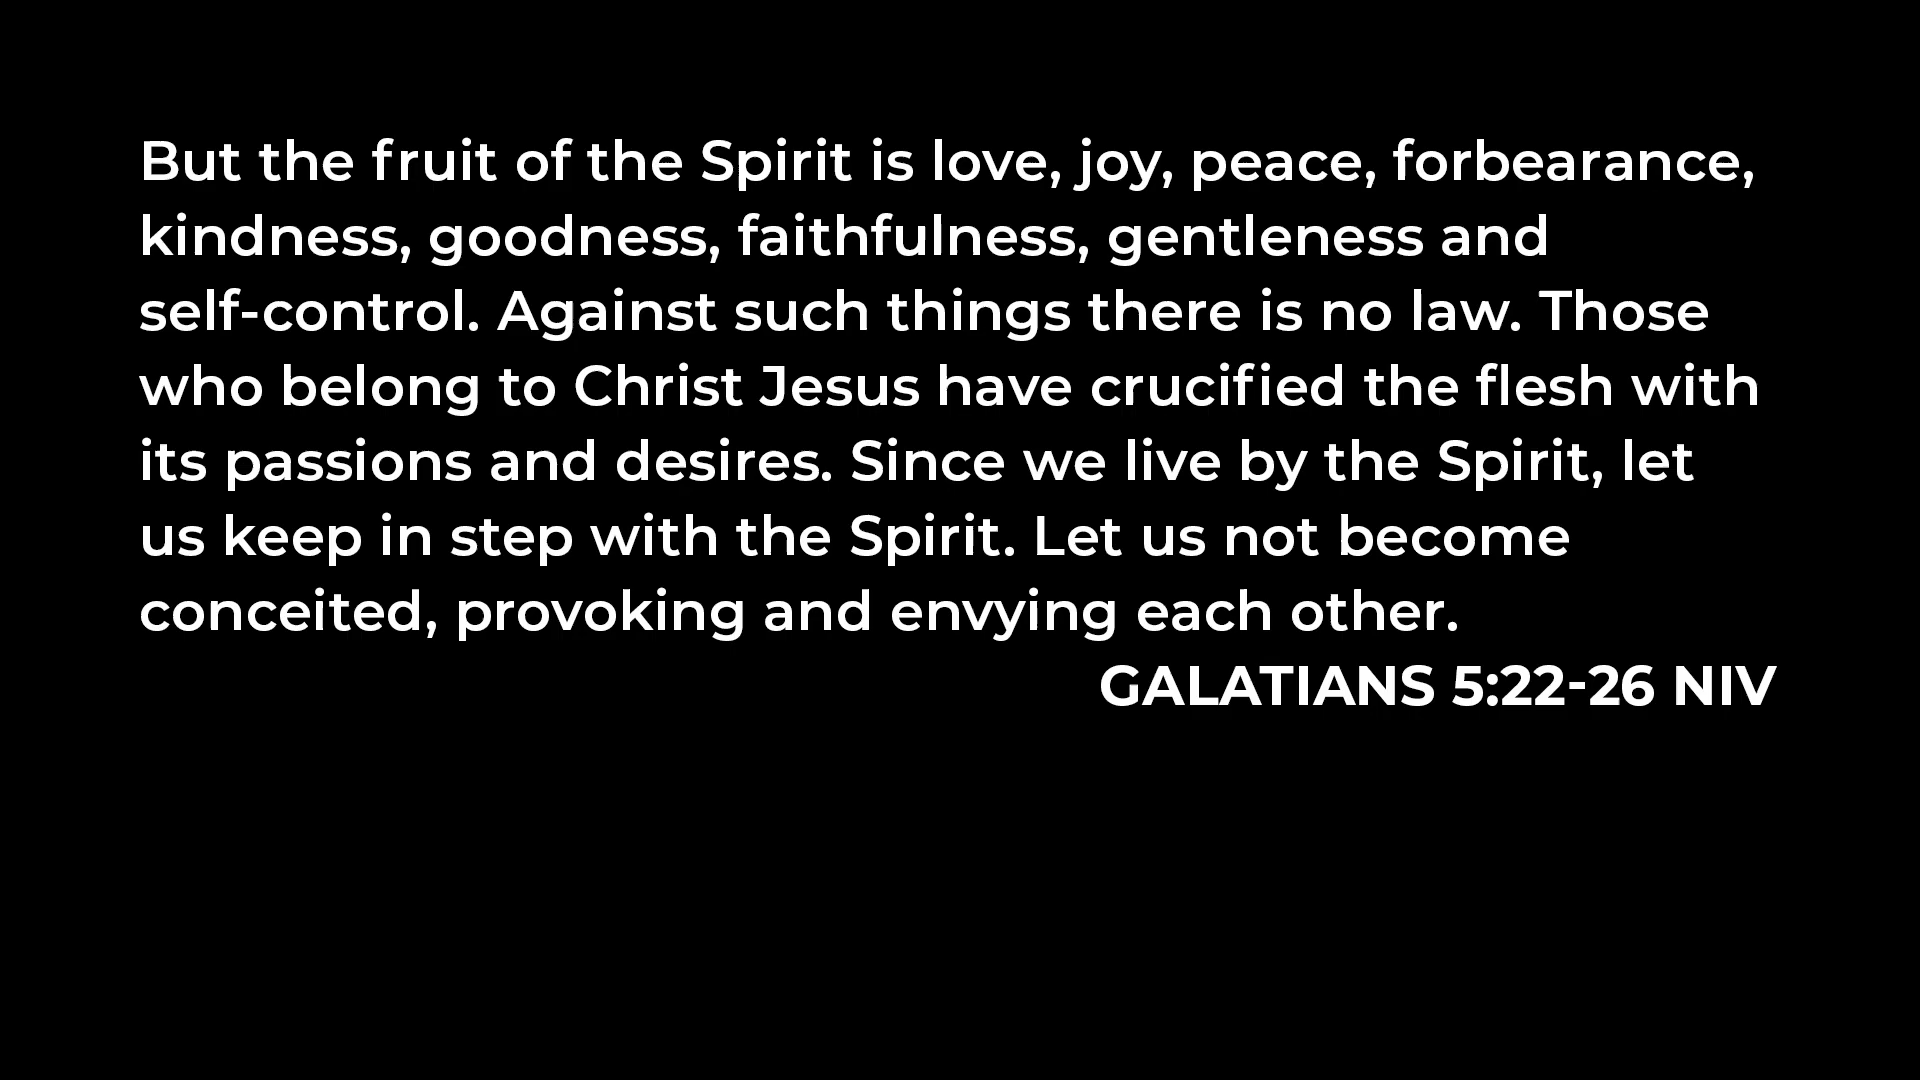 But the fruit of the Spirit is love, joy, peace, forbearance,
kindness, goodness, faithfulness, gentleness and
self-control. Against such things there is no law. Those
who belong to Christ Jesus have crucified the flesh with
its passions and desires. Since we live by the Spirit, let
us keep in step with the Spirit. Let us not become
conceited, provoking and envying each other.
GALATIANS 5:22-26 NIV